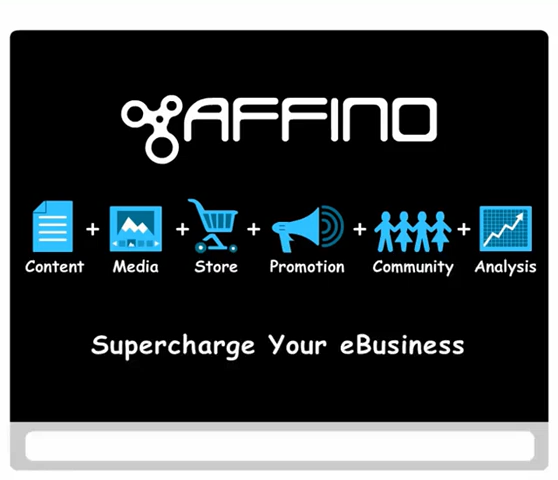 AFFINO
Content + Media + Store + Promotion + Community + Analysis
Supercharge Your eBusiness